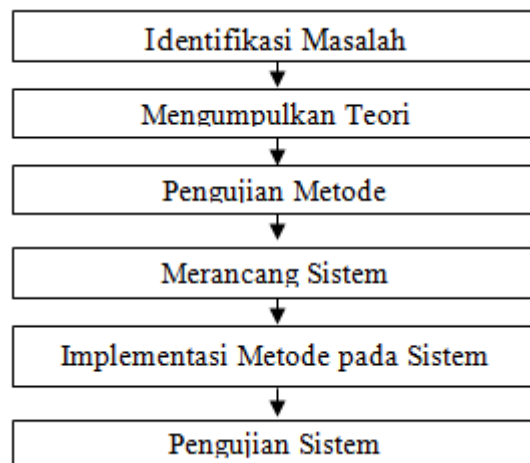 Identifikasi Masalah
Mengumpulkan Teori
Pengujian Metode
Merancang Sistem
Implementasi Metode pada Sistem
Pengujian Sistem